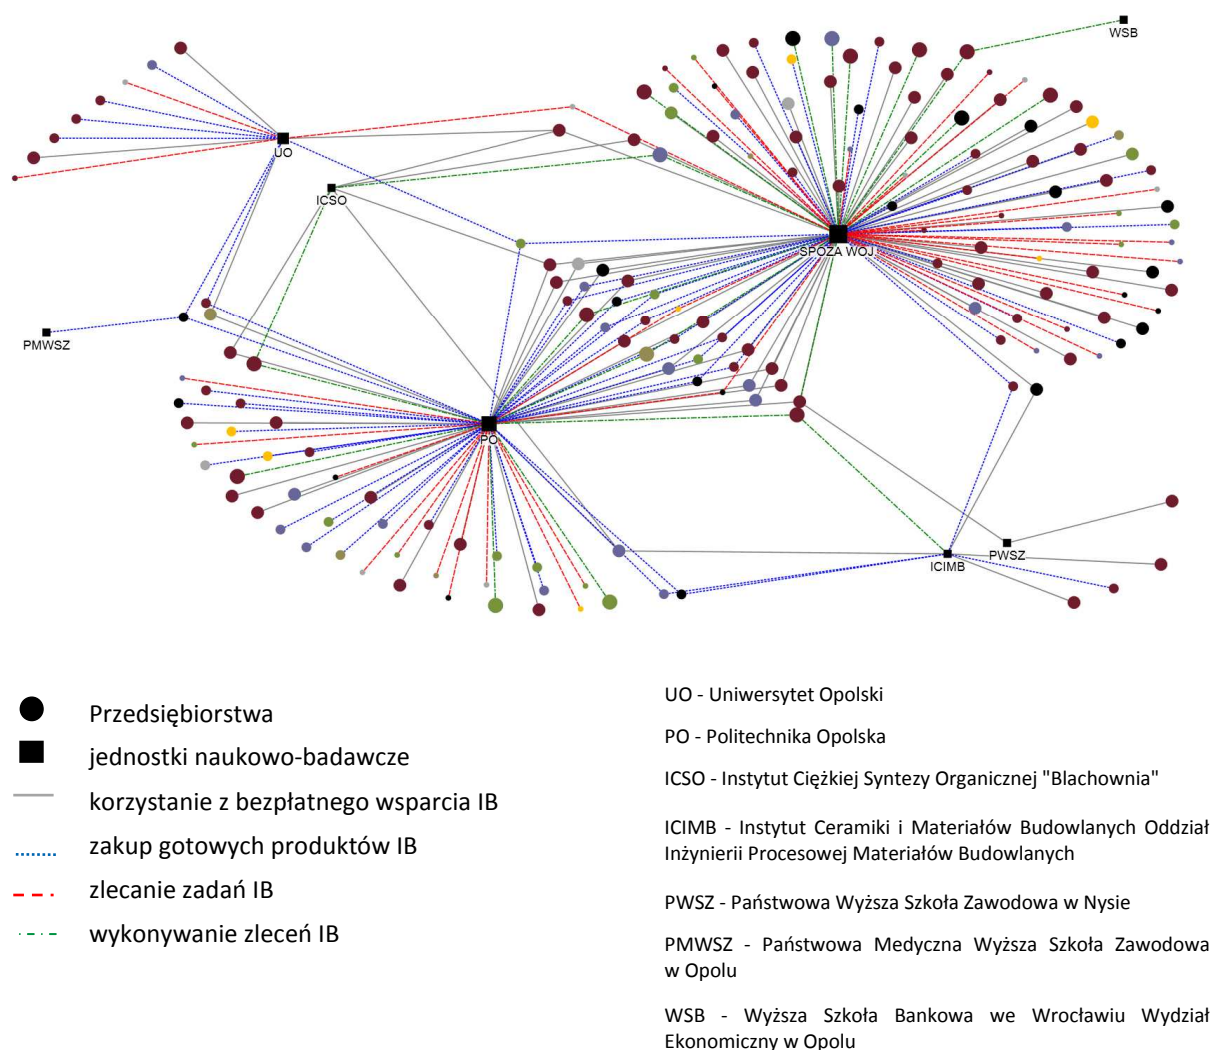 WSB
UO
ICSO
SPOZA WOJ
PMWSZ
PO
PWSZ
ICIMB
Przedsiębiorstwa
jednostki naukowo-badawcze
korzystanie z bezpłatnego wsparcia IB
zakup gotowych produktów IB
zlecanie zadań IB
wykonywanie zleceń IB
UO - Uniwersytet Opolski
PO - Politechnika Opolska
ICSO - Instytut Ciężkiej Syntezy Organicznej "Blachownia"
ICIMB - Instytut Ceramiki i Materiałów Budowlanych Oddział
Inżynierii Procesowej Materiałów Budowlanych
PWSZ - Państwowa Wyższa Szkoła Zawodowa w Nysie
PMWSZ - Państwowa Medyczna Wyższa Szkoła Zawodowa
w Opolu
WSB - Wyższa Szkoła Bankowa we Wrocławiu Wydział
Ekonomiczny w Opolu